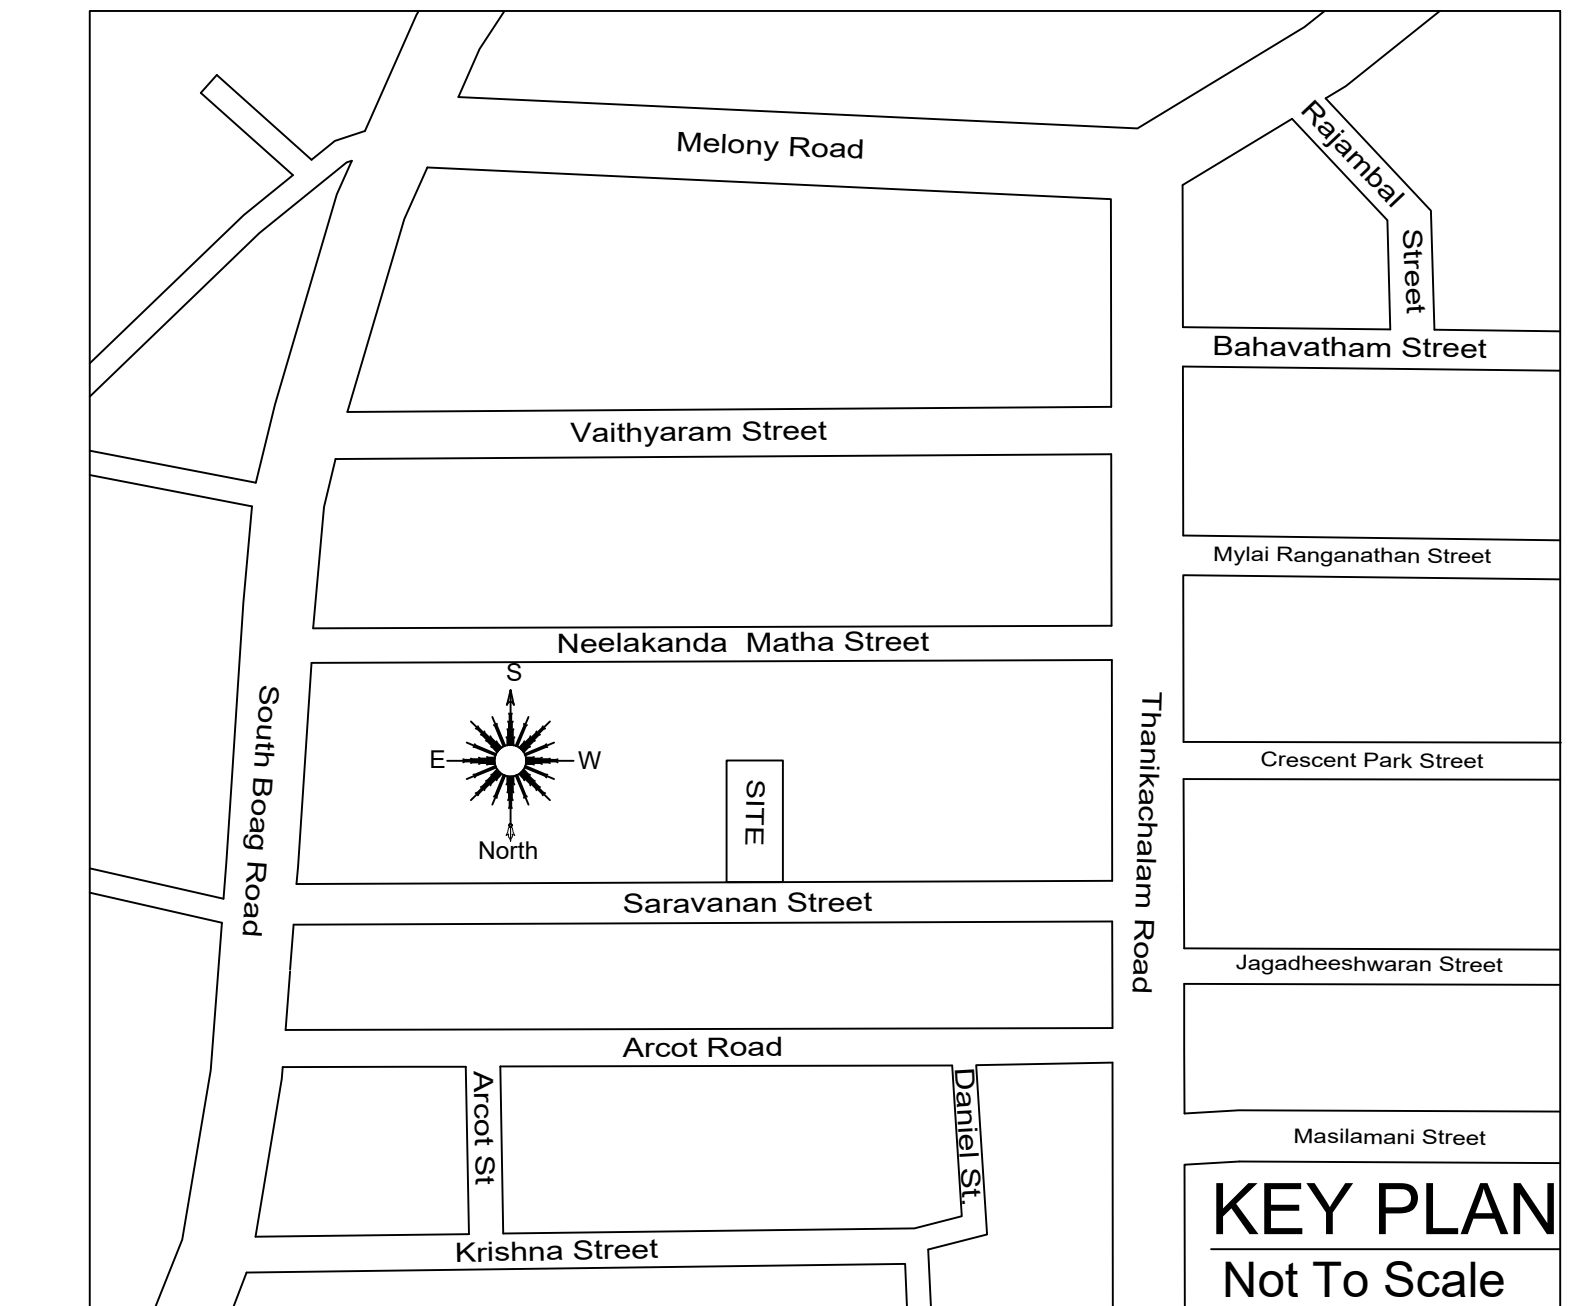 Melony Road
Rajambal
Street
Bahavatham Street
Vaithyaram Street
Mylai Ranganathan Street
Neelakanda Matha Street
S
E
W
North
South Boag Road
Thanikachalam Road
Crescent Park Street
SITE
Saravanan Street
Jagadheeshwaran Street
Arcot Road
Arcot St
Daniel St.
Masilamani Street
KEY PLAN
Krishna Street
Not To Scale